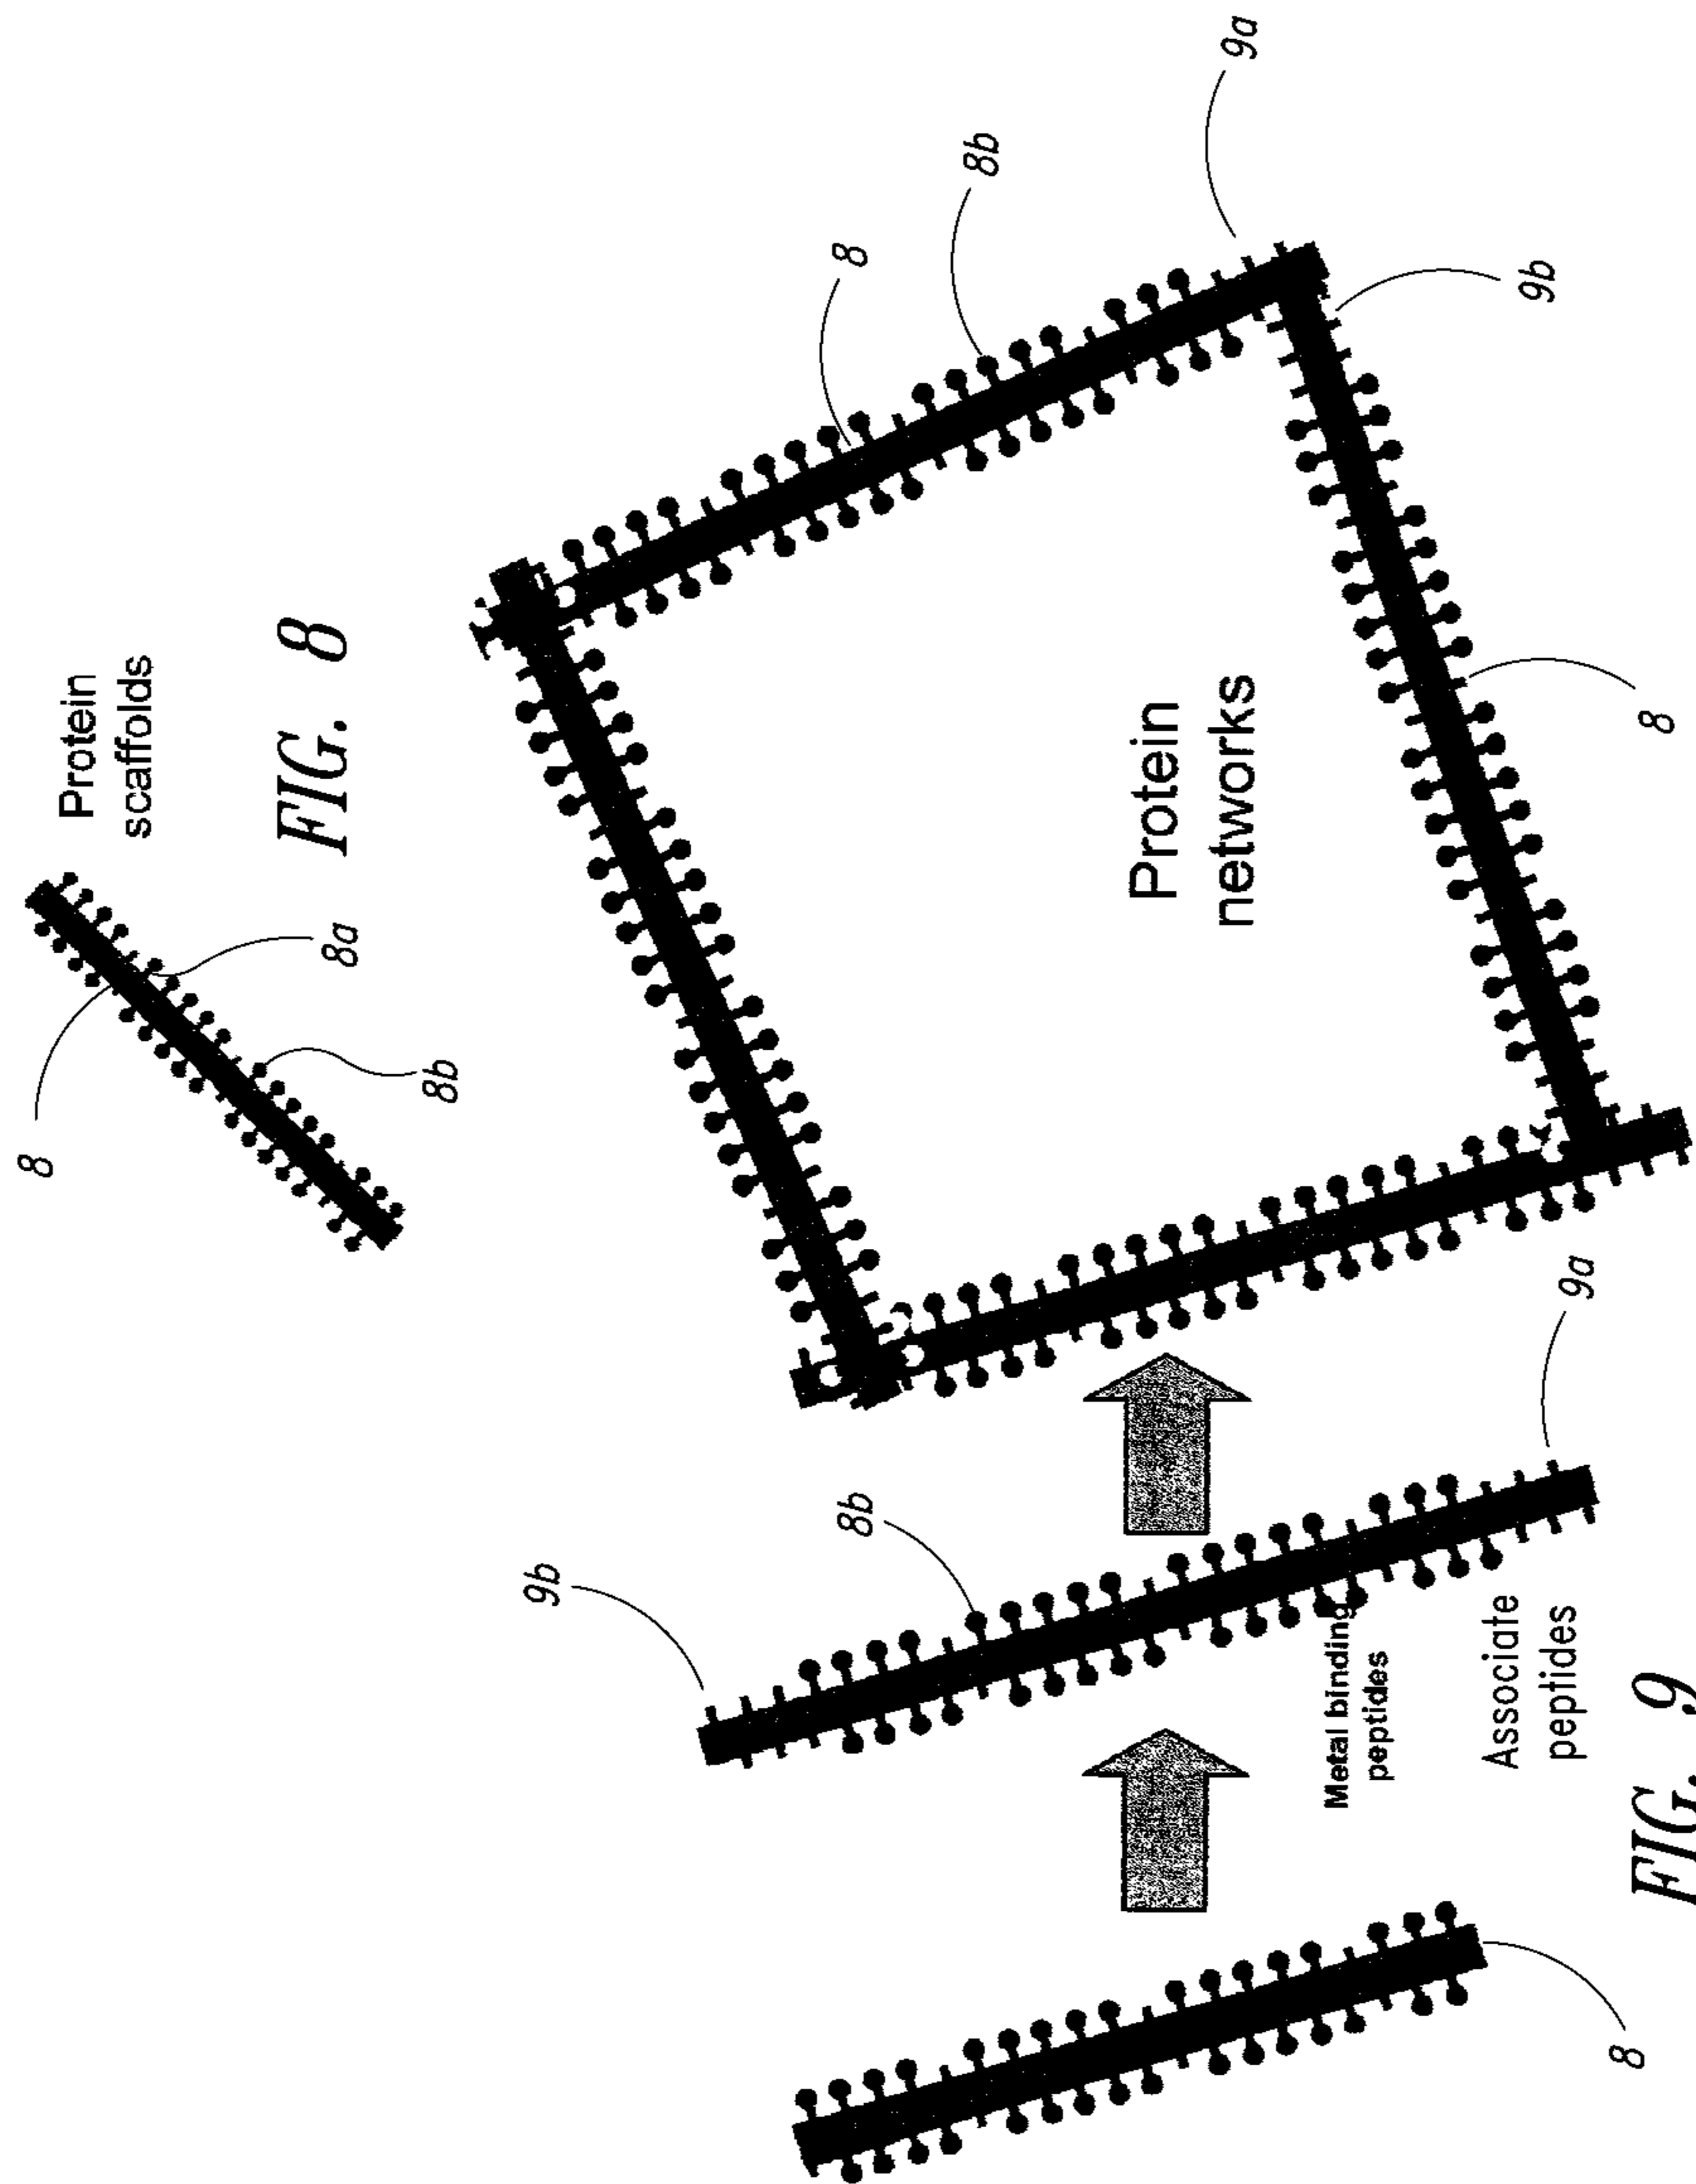 Protein
scaffolds
8
8a
8b
FIG. 8
8
8b
9a
9b
8
Protein
networks
9b
8b
9a
Metal binding
peptides
Associate
peptides
8
FIG. 9